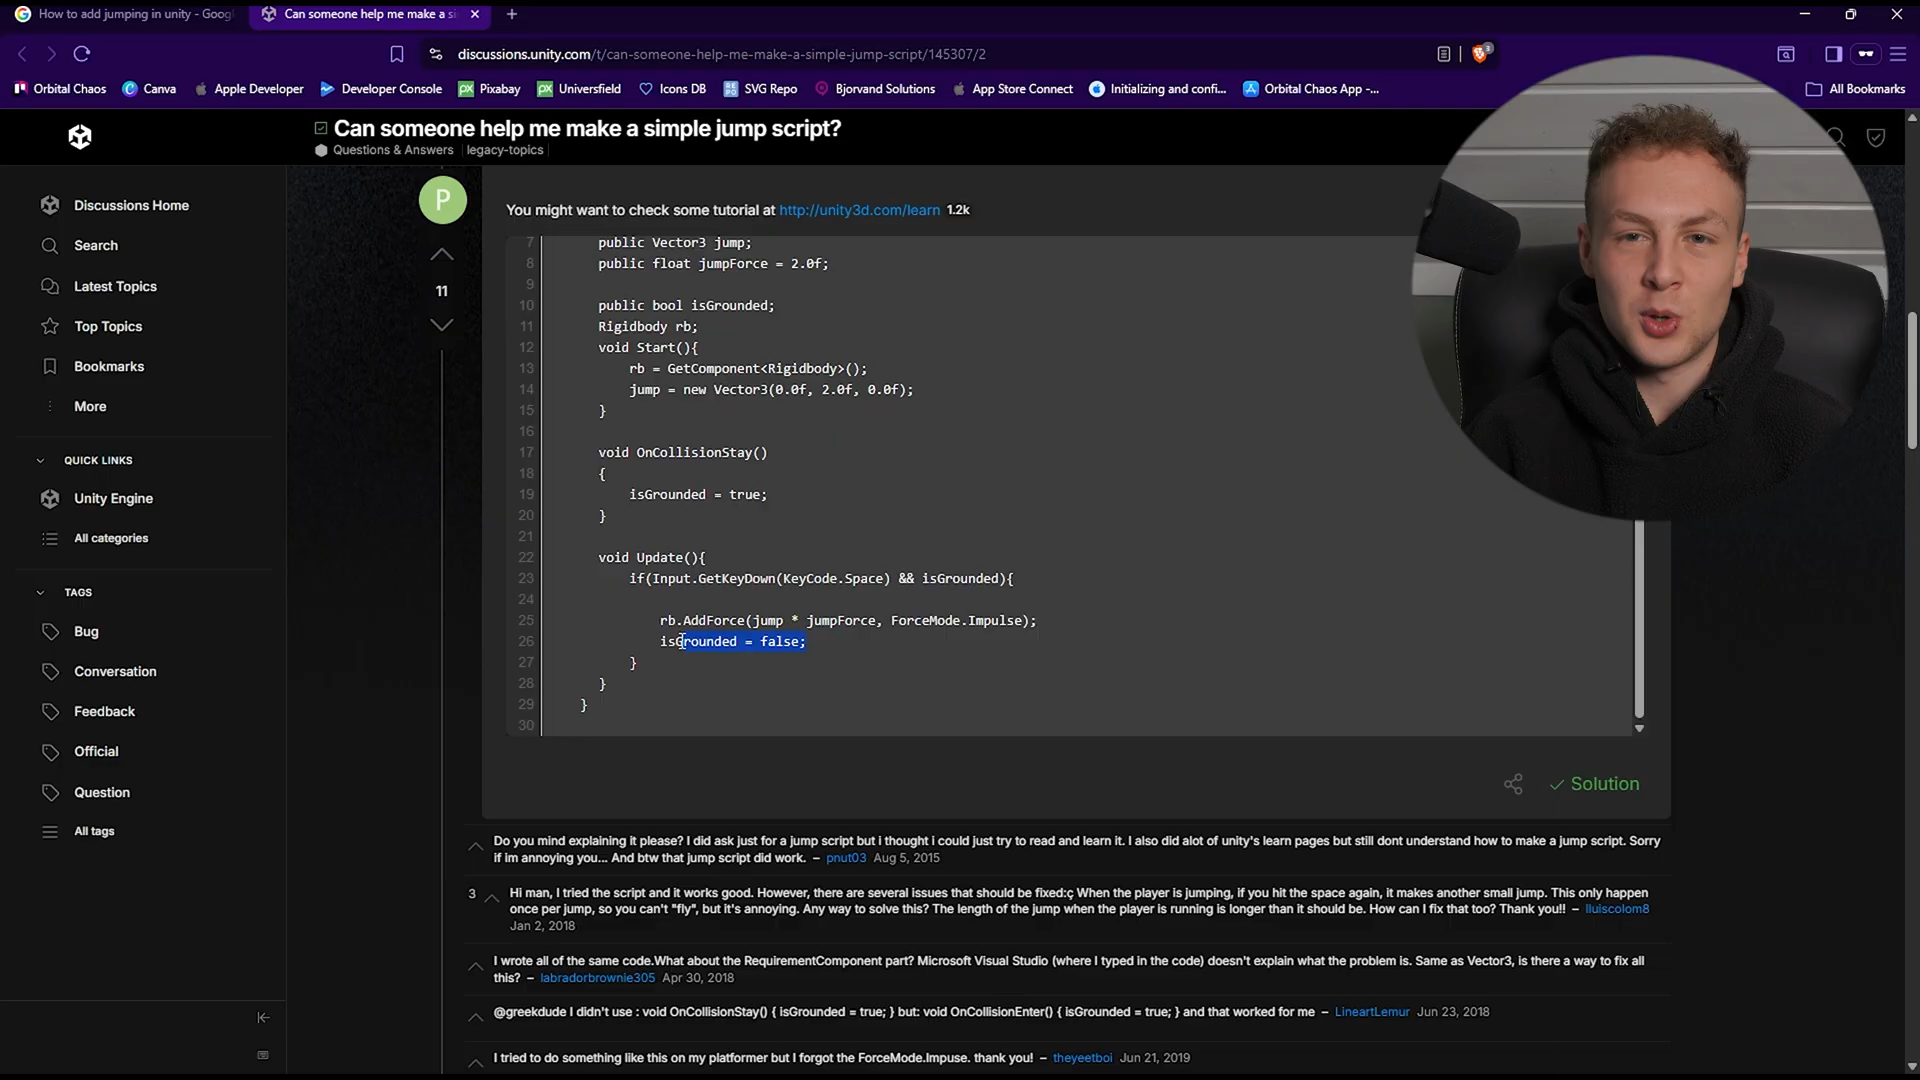 How to add jumping in unity - Goog
Can someone help me make a si
discussions.unity.com/t/can-someone-help-me-make-a-simple-jump-script/145307/2
3
Orbital Chaos
Canva
Apple Developer
Developer Console
px Pixabay
px Universfield
Icons DB
SVG Repo
Bjorvand Solutions
App Store Connect
Initializing and confi...
Orbital Chaos App -...
All Bookmarks
Can someone help me make a simple jump script?
Questions & Answers legacy-topics
Discussions Home
Search
Latest Topics
Top Topics
Bookmarks
More
QUICK LINKS
Unity Engine
All categories
TAGS
Bug
Conversation
Feedback
Official
Question
All tags
P
11
You might want to check some tutorial at http://unity3d.com/learn 1.2k
7 public Vector3 jump;
8 public float jumpForce = 2.0f;
9
10 public bool isGrounded;
11 Rigidbody rb;
12 void Start(){
13 rb = GetComponent<Rigidbody>();
14 jump = new Vector3(0.0f, 2.0f, 0.0f);
15 }
16
17 void OnCollisionStay()
18 {
19 isGrounded = true;
20 }
21
22 void Update(){
23 if(Input.GetKeyDown(KeyCode.Space) && isGrounded){
24
25 rb.AddForce(jump * jumpForce, ForceMode.Impulse);
26 isGrounded = false;
27 }
28 }
29 }
30
Solution
Do you mind explaining it please? I did ask just for a jump script but i thought i could just try to read and learn it. I also did alot of unity's learn pages but still dont understand how to make a jump script. Sorry
if im annoying you... And btw that jump script did work. – pnut03 Aug 5, 2015
3 Hi man, I tried the script and it works good. However, there are several issues that should be fixed:ç When the player is jumping, if you hit the space again, it makes another small jump. This only happen
once per jump, so you can't "fly", but it's annoying. Any way to solve this? The length of the jump when the player is running is longer than it should be. How can I fix that too? Thank you!! – lluiscolom8
Jan 2, 2018
I wrote all of the same code.What about the RequirementComponent part? Microsoft Visual Studio (where I typed in the code) doesn't explain what the problem is. Same as Vector3, is there a way to fix all
this? – labradorbrownie305 Apr 30, 2018
@greekdude I didn't use : void OnCollisionStay() { isGrounded = true; } but: void OnCollisionEnter() { isGrounded = true; } and that worked for me – LineartLemur Jun 23, 2018
I tried to do something like this on my platformer but I forgot the ForceMode.Impuse. thank you! – theyeetboi Jun 21, 2019